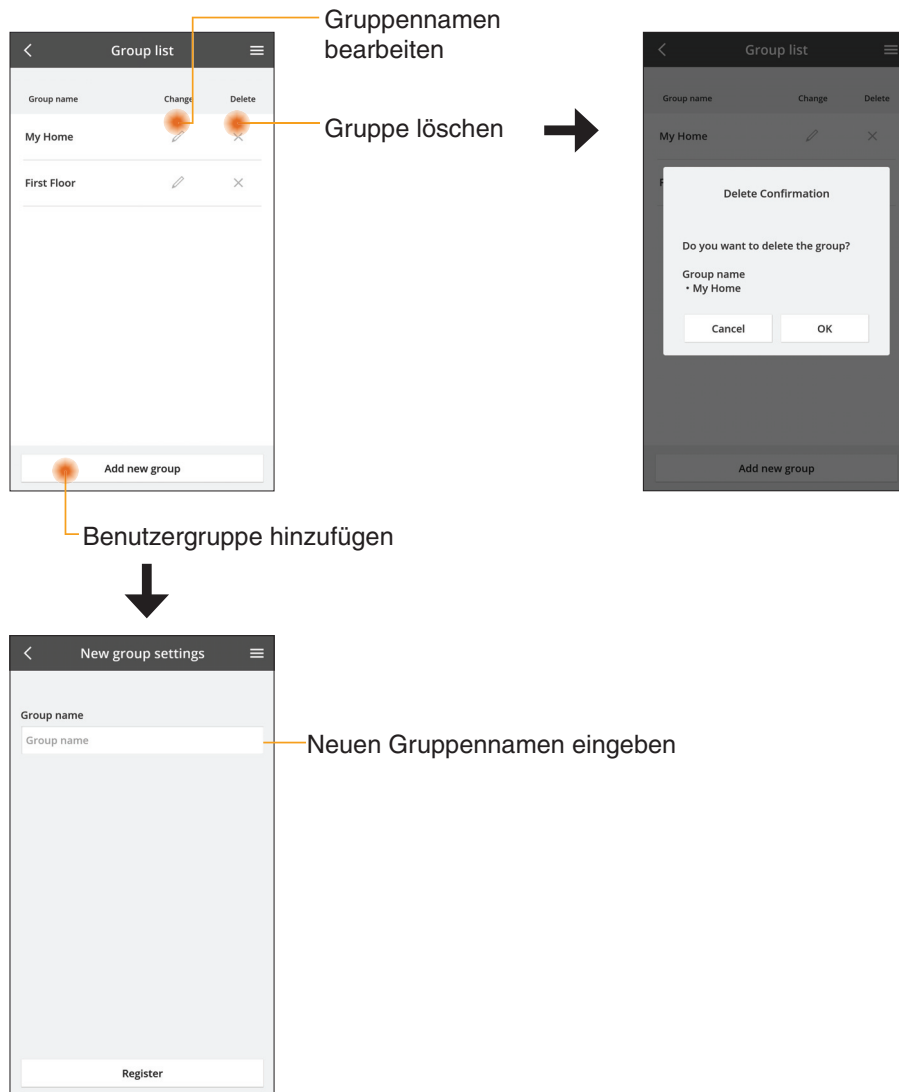 Gruppennamen
bearbeiten
Group list
Group name Change Delete
Gruppe löschen
My Home
First Floor
Add new group
Benutzergruppe hinzufügen
Group list
Group name Change Delete
My Home
F
Delete Confirmation
Do you want to delete the group?
Group name
• My Home
Cancel OK
Add new group
New group settings
Group name
Group name
Neuen Gruppennamen eingeben
Register